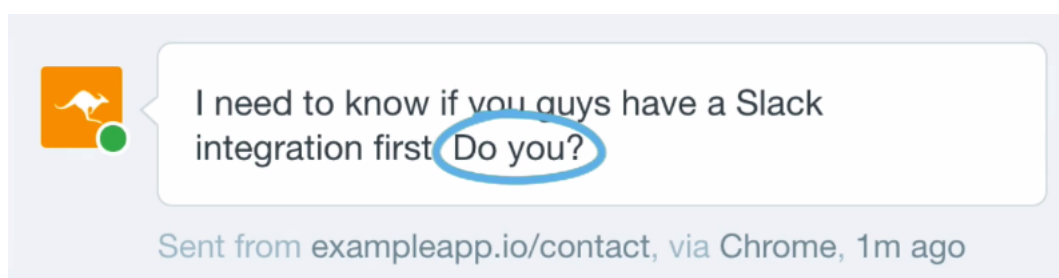 I need to know if you guys have a Slack
integration first. Do you?
Sent from exampleapp.io/contact, via Chrome, 1m ago